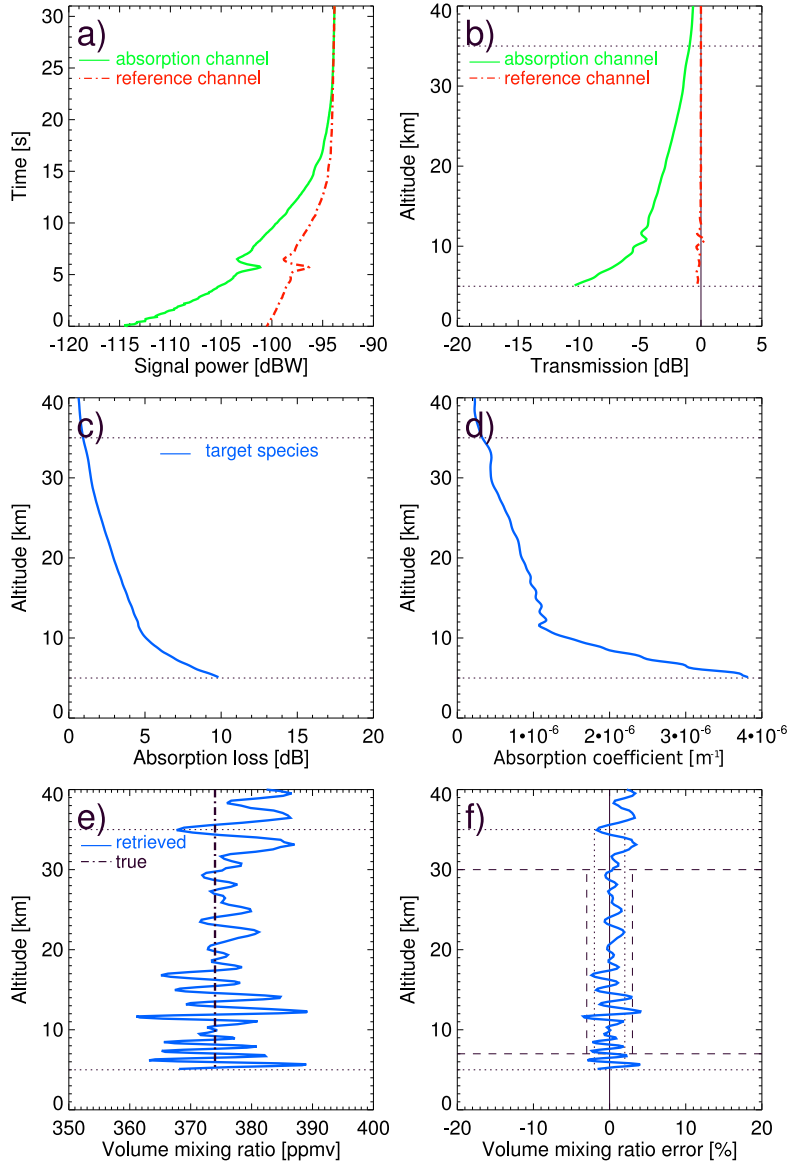 a)
absorption channel
reference channel
30
25
20
15
10
5
0
Time [s]
-120 -115 -110 -105 -100 -95 -90
Signal power [dBW]
b)
absorption channel
reference channel
40
30
20
10
0
Altitude [km]
-20 -15 -10 -5 0 5
Transmission [dB]
c)
target species
40
30
20
10
0
Altitude [km]
0 5 10 15 20
Absorption loss [dB]
d)
40
30
20
10
0
Altitude [km]
0 1•10-6 2•10-6 3•10-6 4•10-6
Absorption coefficient [m-1]
e)
retrieved
true
40
30
20
10
0
Altitude [km]
350 360 370 380 390 400
Volume mixing ratio [ppmv]
f)
40
30
20
10
0
Altitude [km]
-20 -10 0 10 20
Volume mixing ratio error [%]